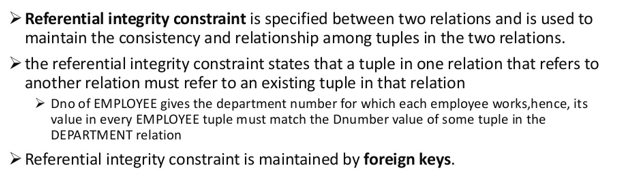 ➢ Referential integrity constraint is specified between two relations and is used to
maintain the consistency and relationship among tuples in the two relations.
➢ the referential integrity constraint states that a tuple in one relation that refers to
another relation must refer to an existing tuple in that relation
➢ Dno of EMPLOYEE gives the department number for which each employee works,hence, its
value in every EMPLOYEE tuple must match the Dnumber value of some tuple in the
DEPARTMENT relation
➢ Referential integrity constraint is maintained by foreign keys.